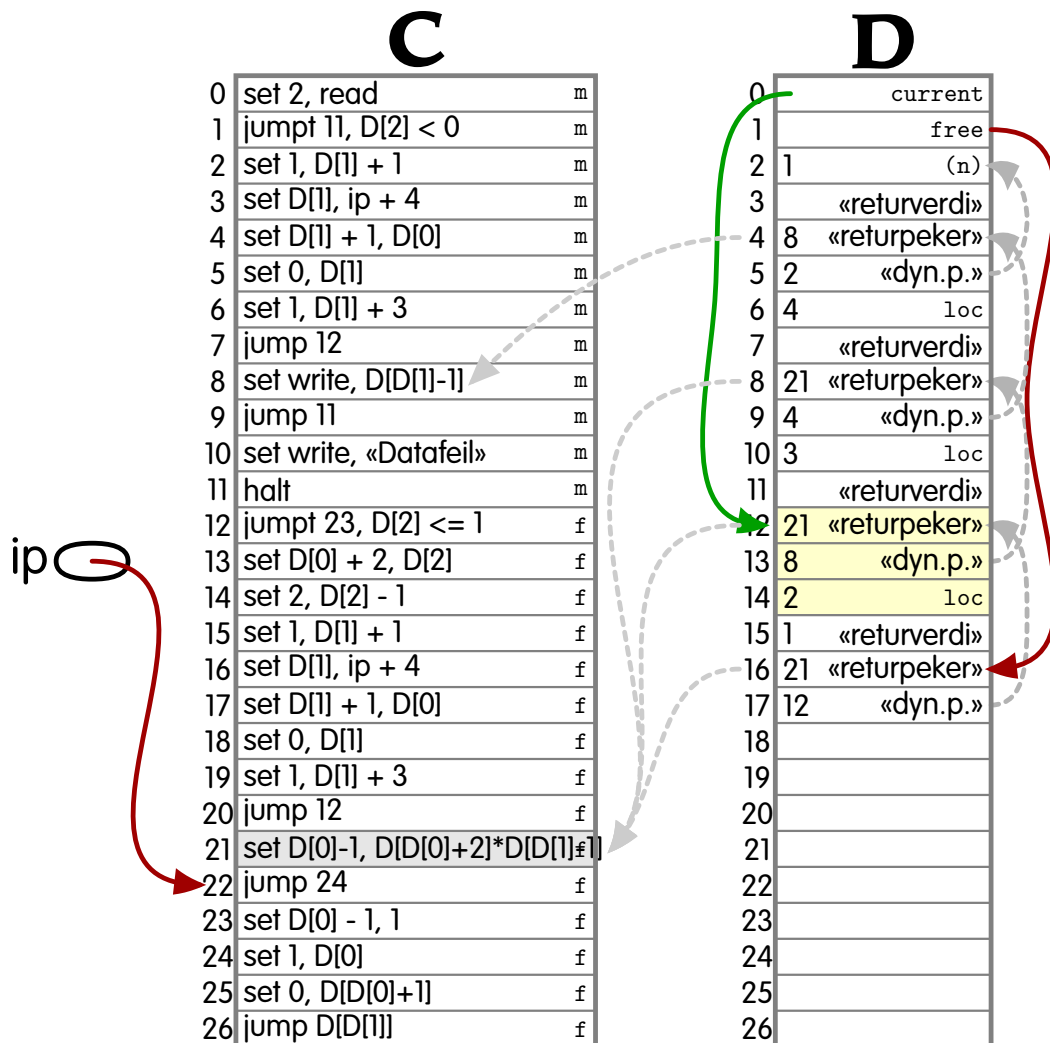 C D
0 set 2, read m 0 current
1 jumpt 11, D[2] < 0 m 1 free
2 set 1, D[1] + 1 m 2 1 (n)
3 set D[1], ip + 4 m 3 «returverdi»
4 set D[1] + 1, D[0] m 4 8 «returpeker»
5 set 0, D[1] m 5 2 «dyn.p.»
6 set 1, D[1] + 3 m 6 4 loc
7 jump 12 m 7 «returverdi»
8 set write, D[D[1]-1] m 8 21 «returpeker»
9 jump 11 m 9 4 «dyn.p.»
10 set write, «Datafeil» m 10 3 loc
11 halt m 11 «returverdi»
12 jumpt 23, D[2] <= 1 f 12 21 «returpeker»
ip 13 set D[0] + 2, D[2] f 13 8 «dyn.p.»
14 set 2, D[2] - 1 f 14 2 loc
15 set 1, D[1] + 1 f 15 1 «returverdi»
16 set D[1], ip + 4 f 16 21 «returpeker»
17 set D[1] + 1, D[0] f 17 12 «dyn.p.»
18 set 0, D[1] f 18
19 set 1, D[1] + 3 f 19
20 jump 12 f 20
21 set D[0]-1, D[D[0]+2]*D[D[1]-1] f 21
22 jump 24 f 22
23 set D[0] - 1, 1 f 23
24 set 1, D[0] f 24
25 set 0, D[D[0]+1] f 25
26 jump D[D[1]] f 26